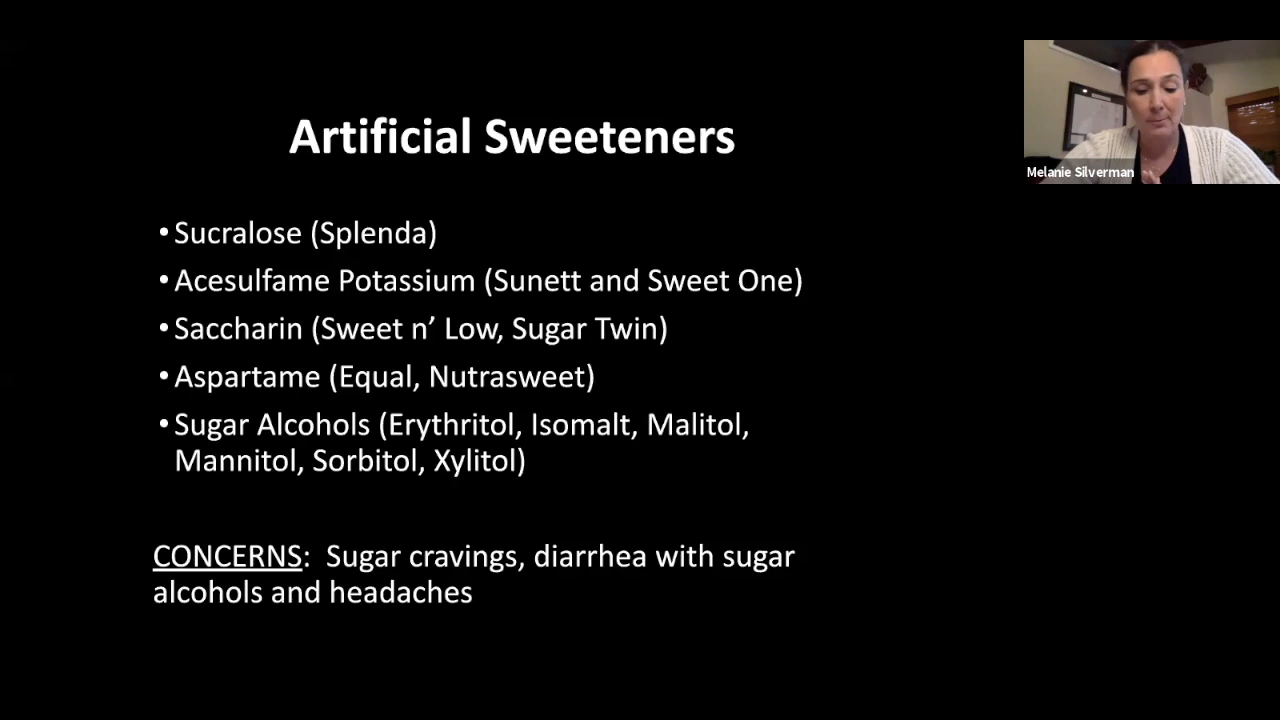 Artificial Sweeteners
Melanie Silverman
•Sucralose (Splenda)
•Acesulfame Potassium (Sunett and Sweet One)
•Saccharin (Sweet n’ Low, Sugar Twin)
•Aspartame (Equal, Nutrasweet)
•Sugar Alcohols (Erythritol, Isomalt, Malitol,
Mannitol, Sorbitol, Xylitol)
CONCERNS: Sugar cravings, diarrhea with sugar
alcohols and headaches